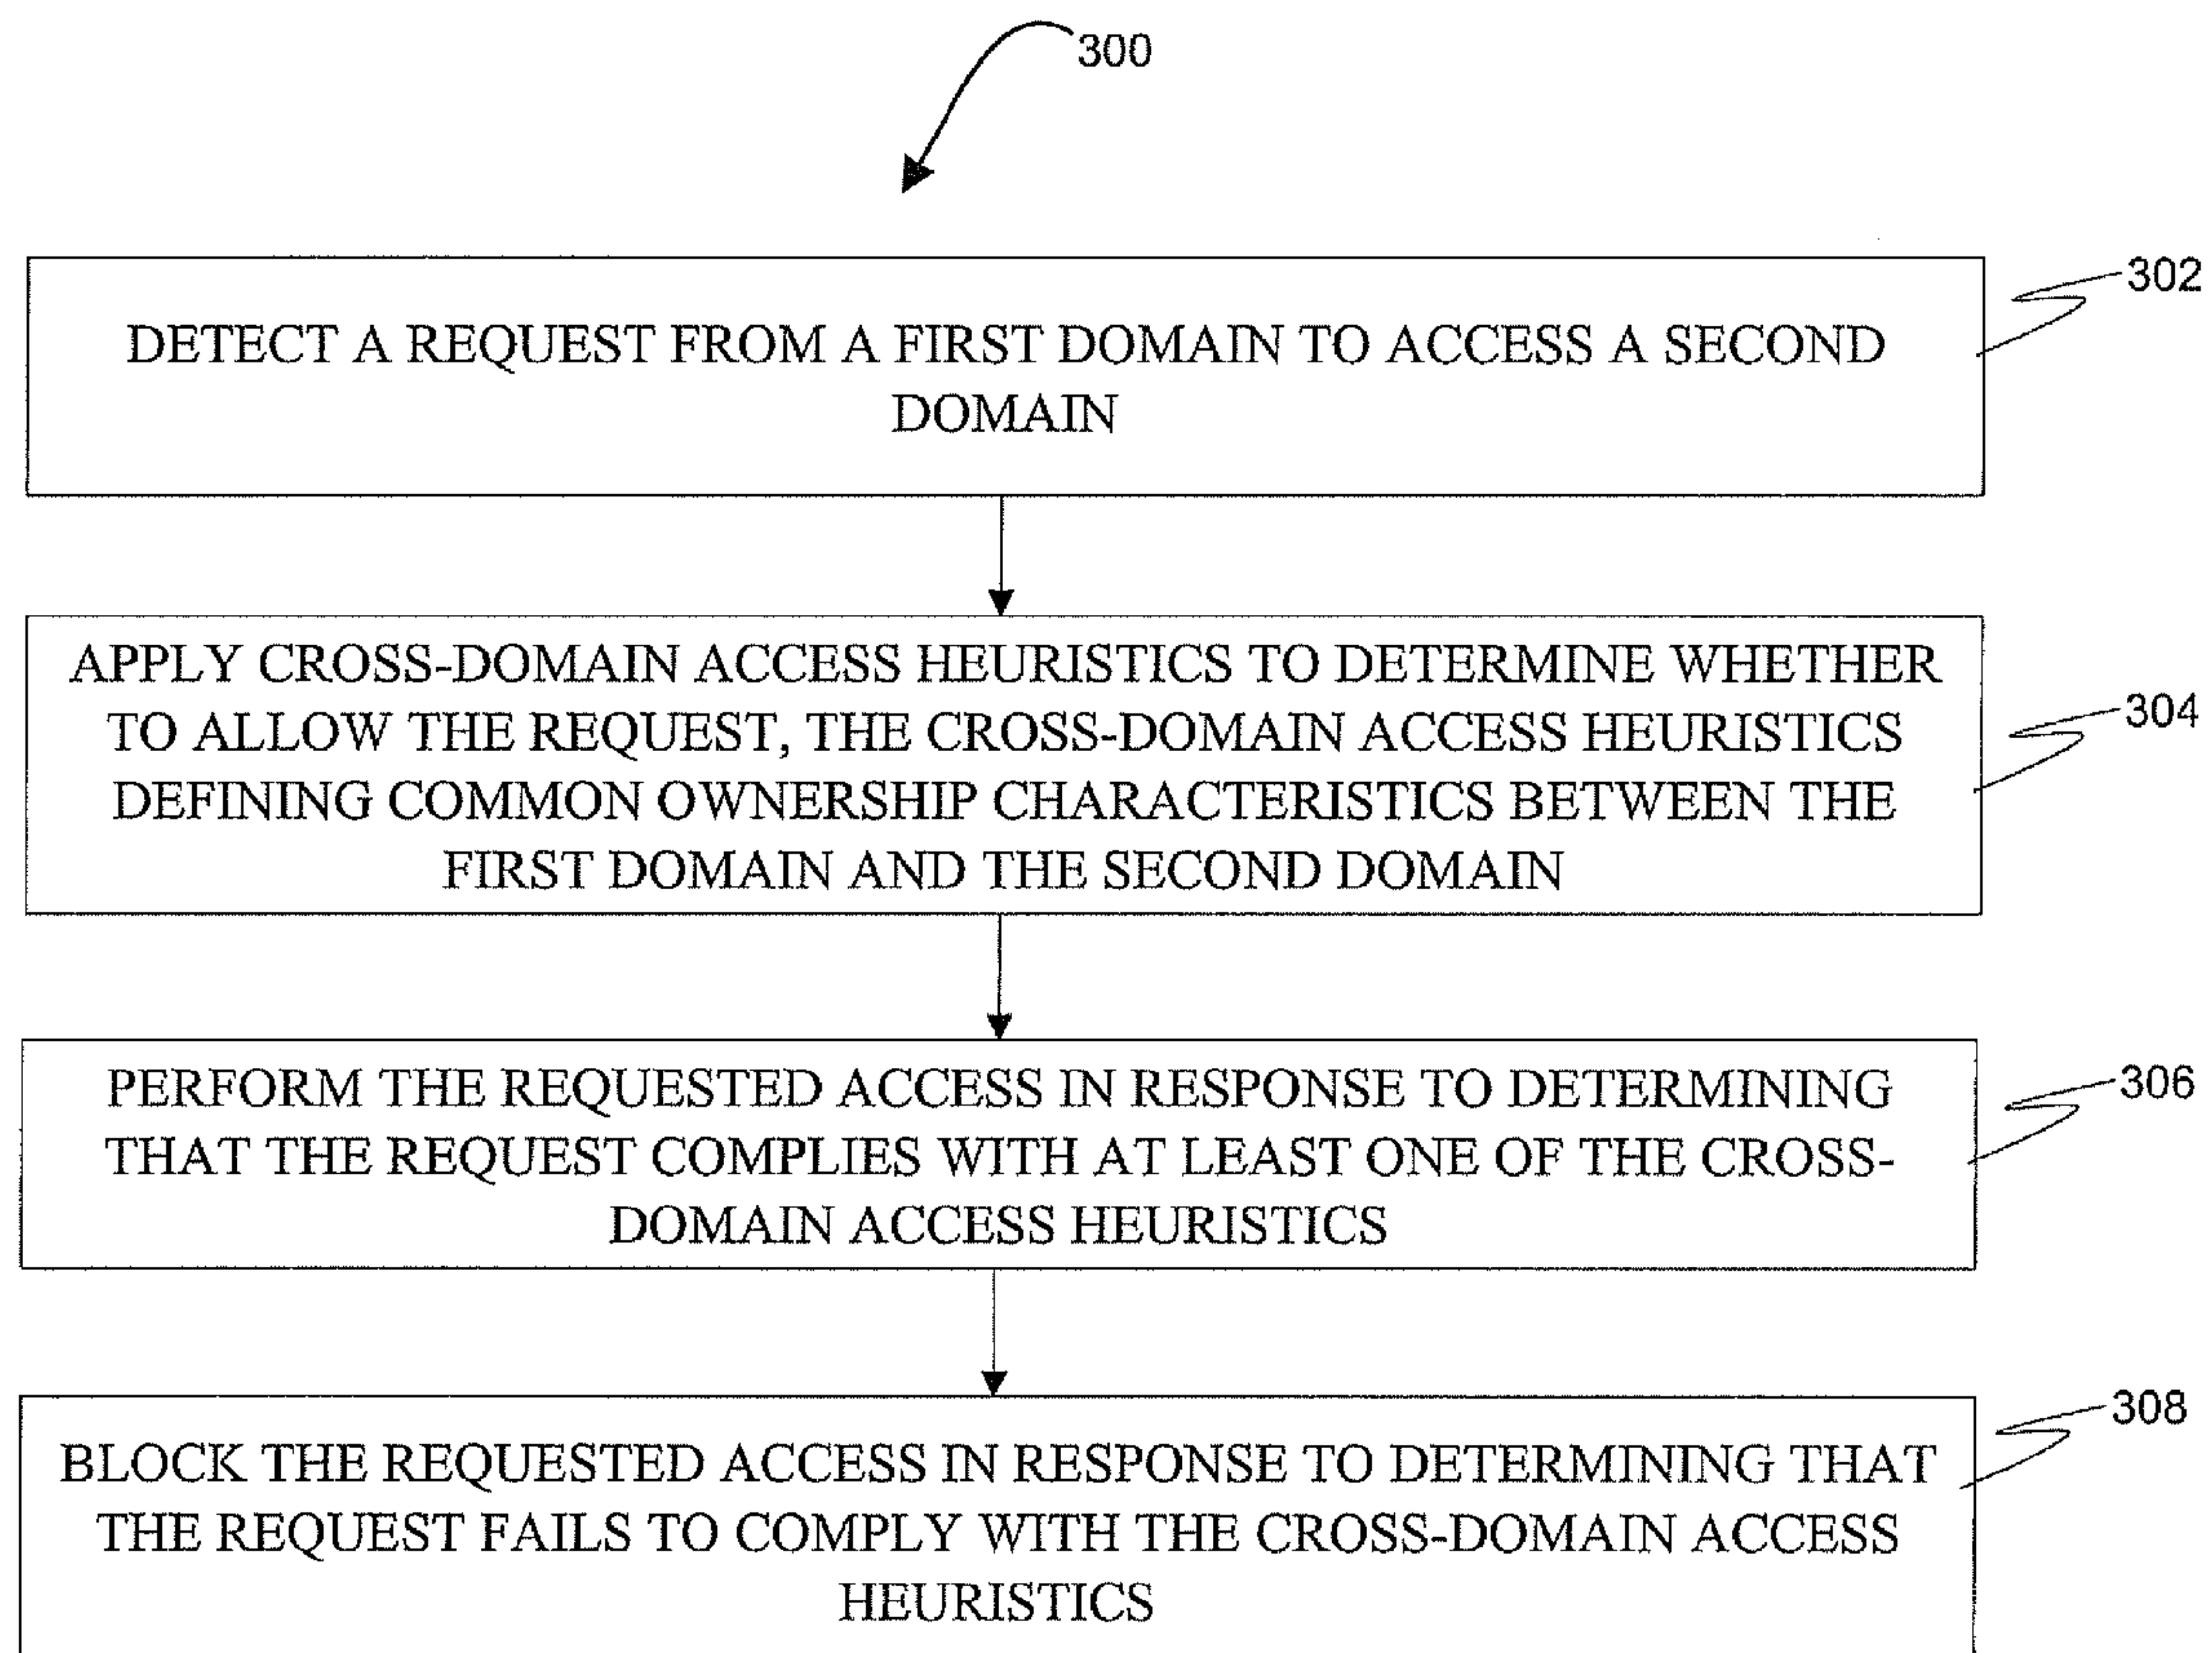 300
302
DETECT A REQUEST FROM A FIRST DOMAIN TO ACCESS A SECOND
DOMAIN
APPLY CROSS-DOMAIN ACCESS HEURISTICS TO DETERMINE WHETHER
TO ALLOW THE REQUEST, THE CROSS-DOMAIN ACCESS HEURISTICS
304
DEFINING COMMON OWNERSHIP CHARACTERISTICS BETWEEN THE
FIRST DOMAIN AND THE SECOND DOMAIN
306
PERFORM THE REQUESTED ACCESS IN RESPONSE TO DETERMINING
THAT THE REQUEST COMPLIES WITH AT LEAST ONE OF THE CROSS-
DOMAIN ACCESS HEURISTICS
308
BLOCK THE REQUESTED ACCESS IN RESPONSE TO DETERMINING THAT
THE REQUEST FAILS TO COMPLY WITH THE CROSS-DOMAIN ACCESS
HEURISTICS